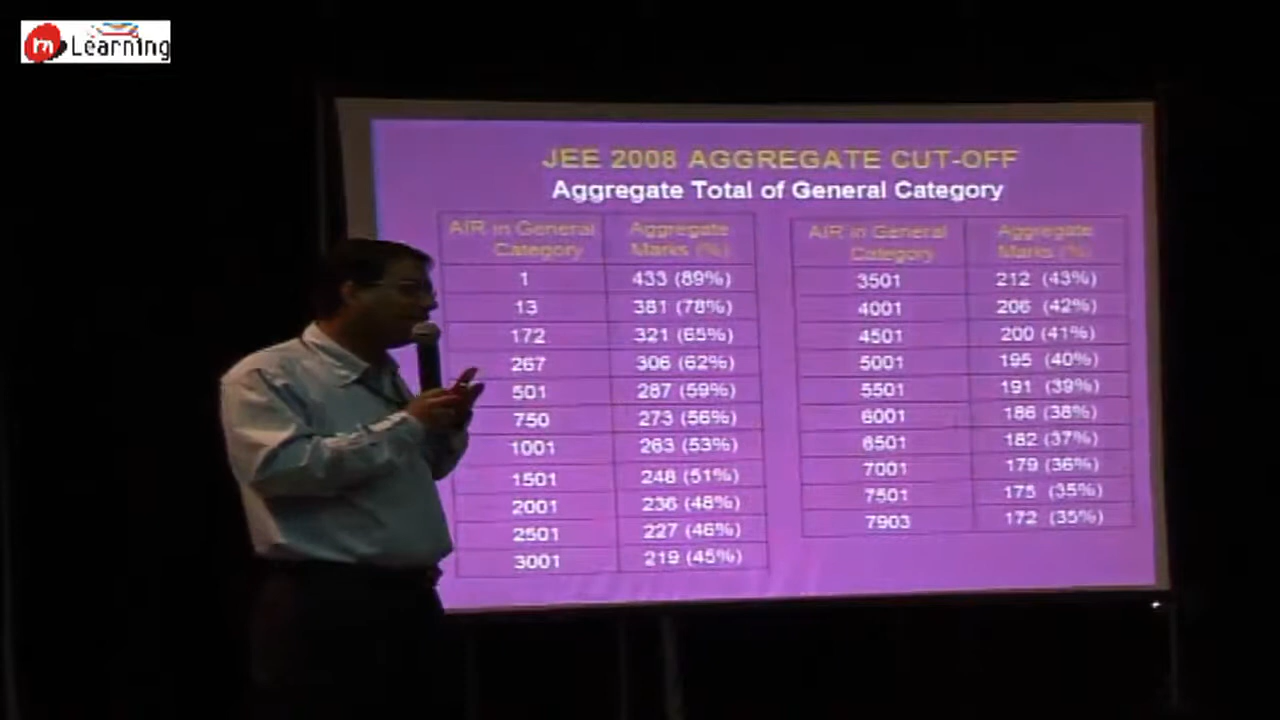 m Learning
JEE 2008 AGGREGATE CUT-OFF
Aggregate Total of General Category
AIR in General Category Aggregate Marks (%)
1 433 (89%)
13 381 (78%)
172 321 (65%)
267 306 (62%)
501 287 (59%)
750 273 (56%)
1001 263 (53%)
1501 248 (51%)
2001 236 (48%)
2501 227 (46%)
3001 219 (45%)
AIR in General Category Aggregate Marks (%)
3501 212 (43%)
4001 206 (42%)
4501 200 (41%)
5001 195 (40%)
5501 191 (39%)
6001 186 (38%)
6501 182 (37%)
7001 179 (36%)
7501 175 (35%)
7903 172 (35%)